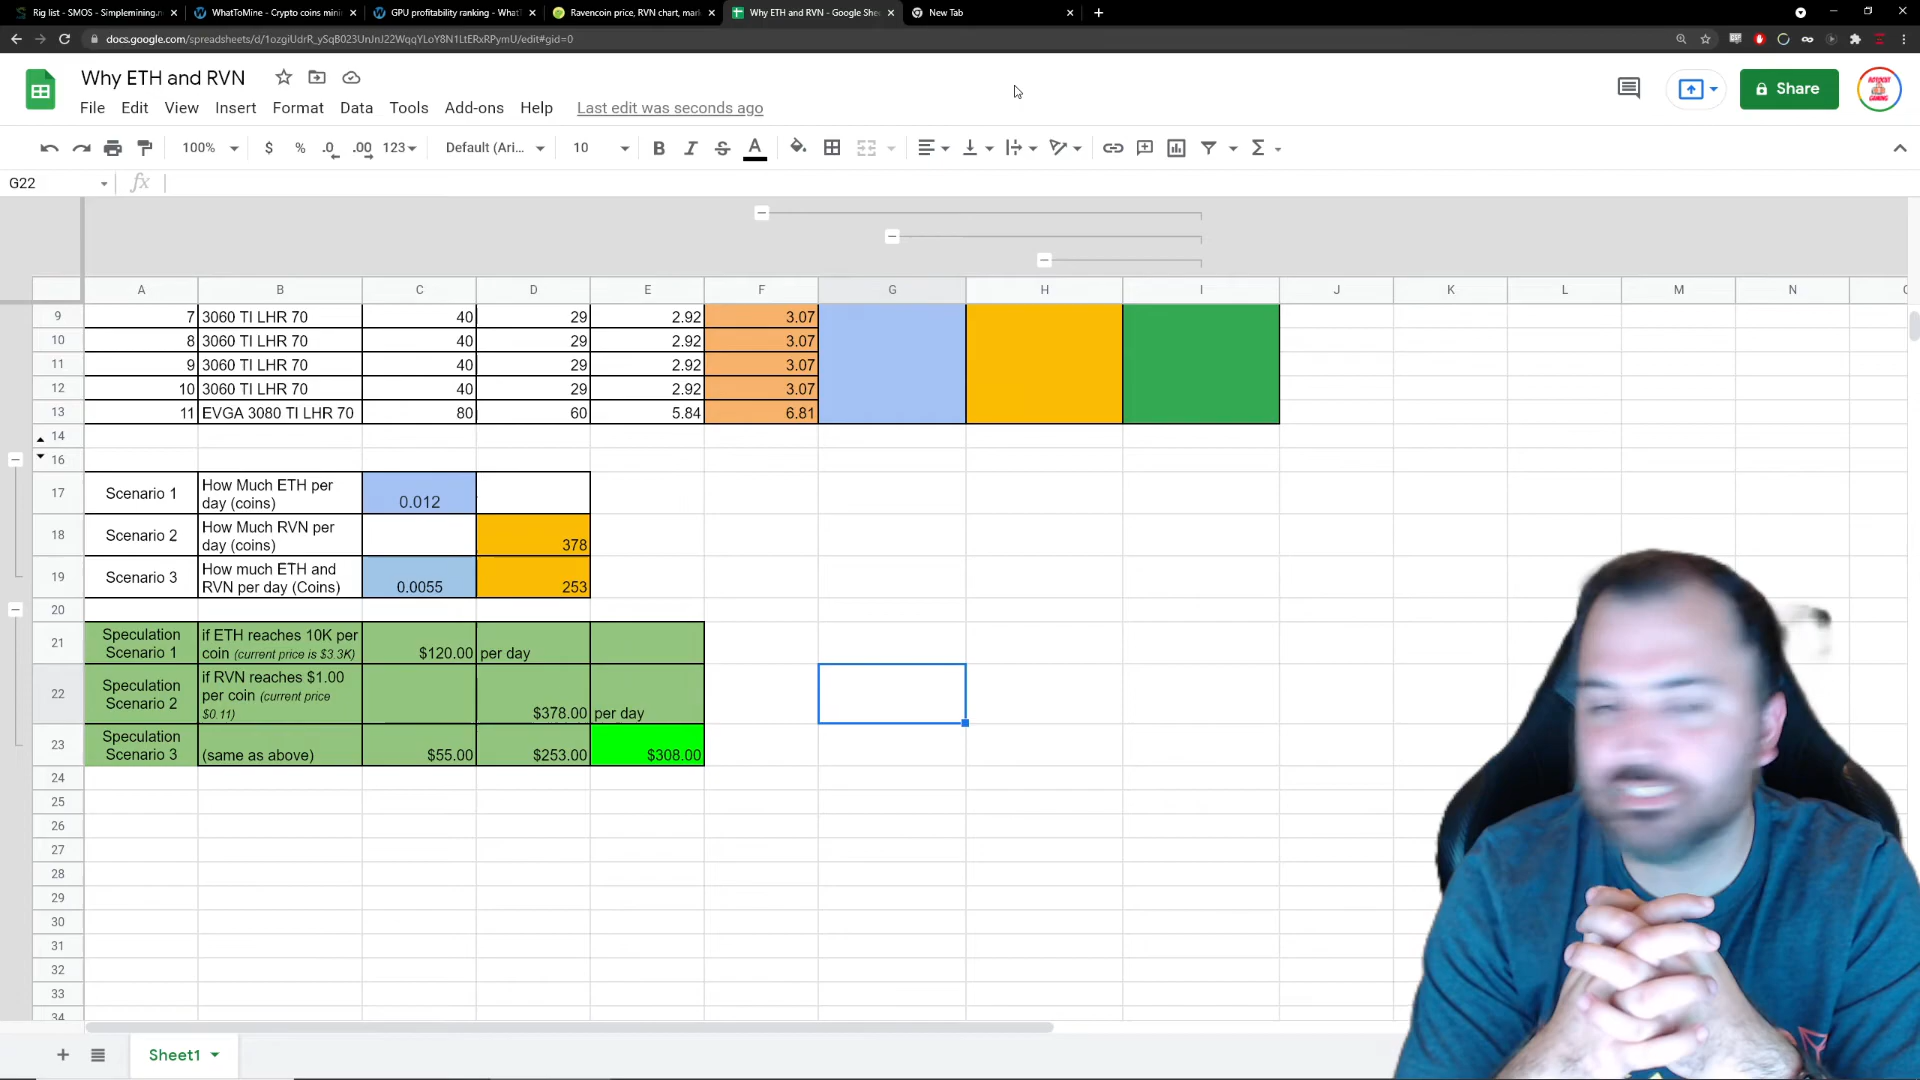 Rig list - SMOS - Simplemining.n
WhatToMine - Crypto coins mini
GPU profitability ranking - What
Ravencoin price, RVN chart, mar
Why ETH and RVN - Google She
New Tab
docs.google.com/spreadsheets/d/1ozgiUdrR_ySqB023UnJnJ22WqqYLoY8N1LtERxRPymU/edit#gid=0
Why ETH and RVN
File Edit View Insert Format Data Tools Add-ons Help Last edit was seconds ago
Share
100% $ % .0 .00 123 Default (Ari... 10 B I S A Σ
G22 fx
A B C D E F G H I J K L M N
9 7 3060 TI LHR 70 40 29 2.92 3.07
10 8 3060 TI LHR 70 40 29 2.92 3.07
11 9 3060 TI LHR 70 40 29 2.92 3.07
12 10 3060 TI LHR 70 40 29 2.92 3.07
13 11 EVGA 3080 TI LHR 70 80 60 5.84 6.81
14
16
17 Scenario 1 How Much ETH per day (coins) 0.012
18 Scenario 2 How Much RVN per day (coins) 378
19 Scenario 3 How much ETH and RVN per day (Coins) 0.0055 253
20
21 Speculation Scenario 1 if ETH reaches 10K per coin (current price is $3.3K) $120.00 per day
22 Speculation Scenario 2 if RVN reaches $1.00 per coin (current price $0.11) $378.00 per day
23 Speculation Scenario 3 (same as above) $55.00 $253.00 $308.00
24
25
26
27
28
29
30
31
32
33
34
Sheet1